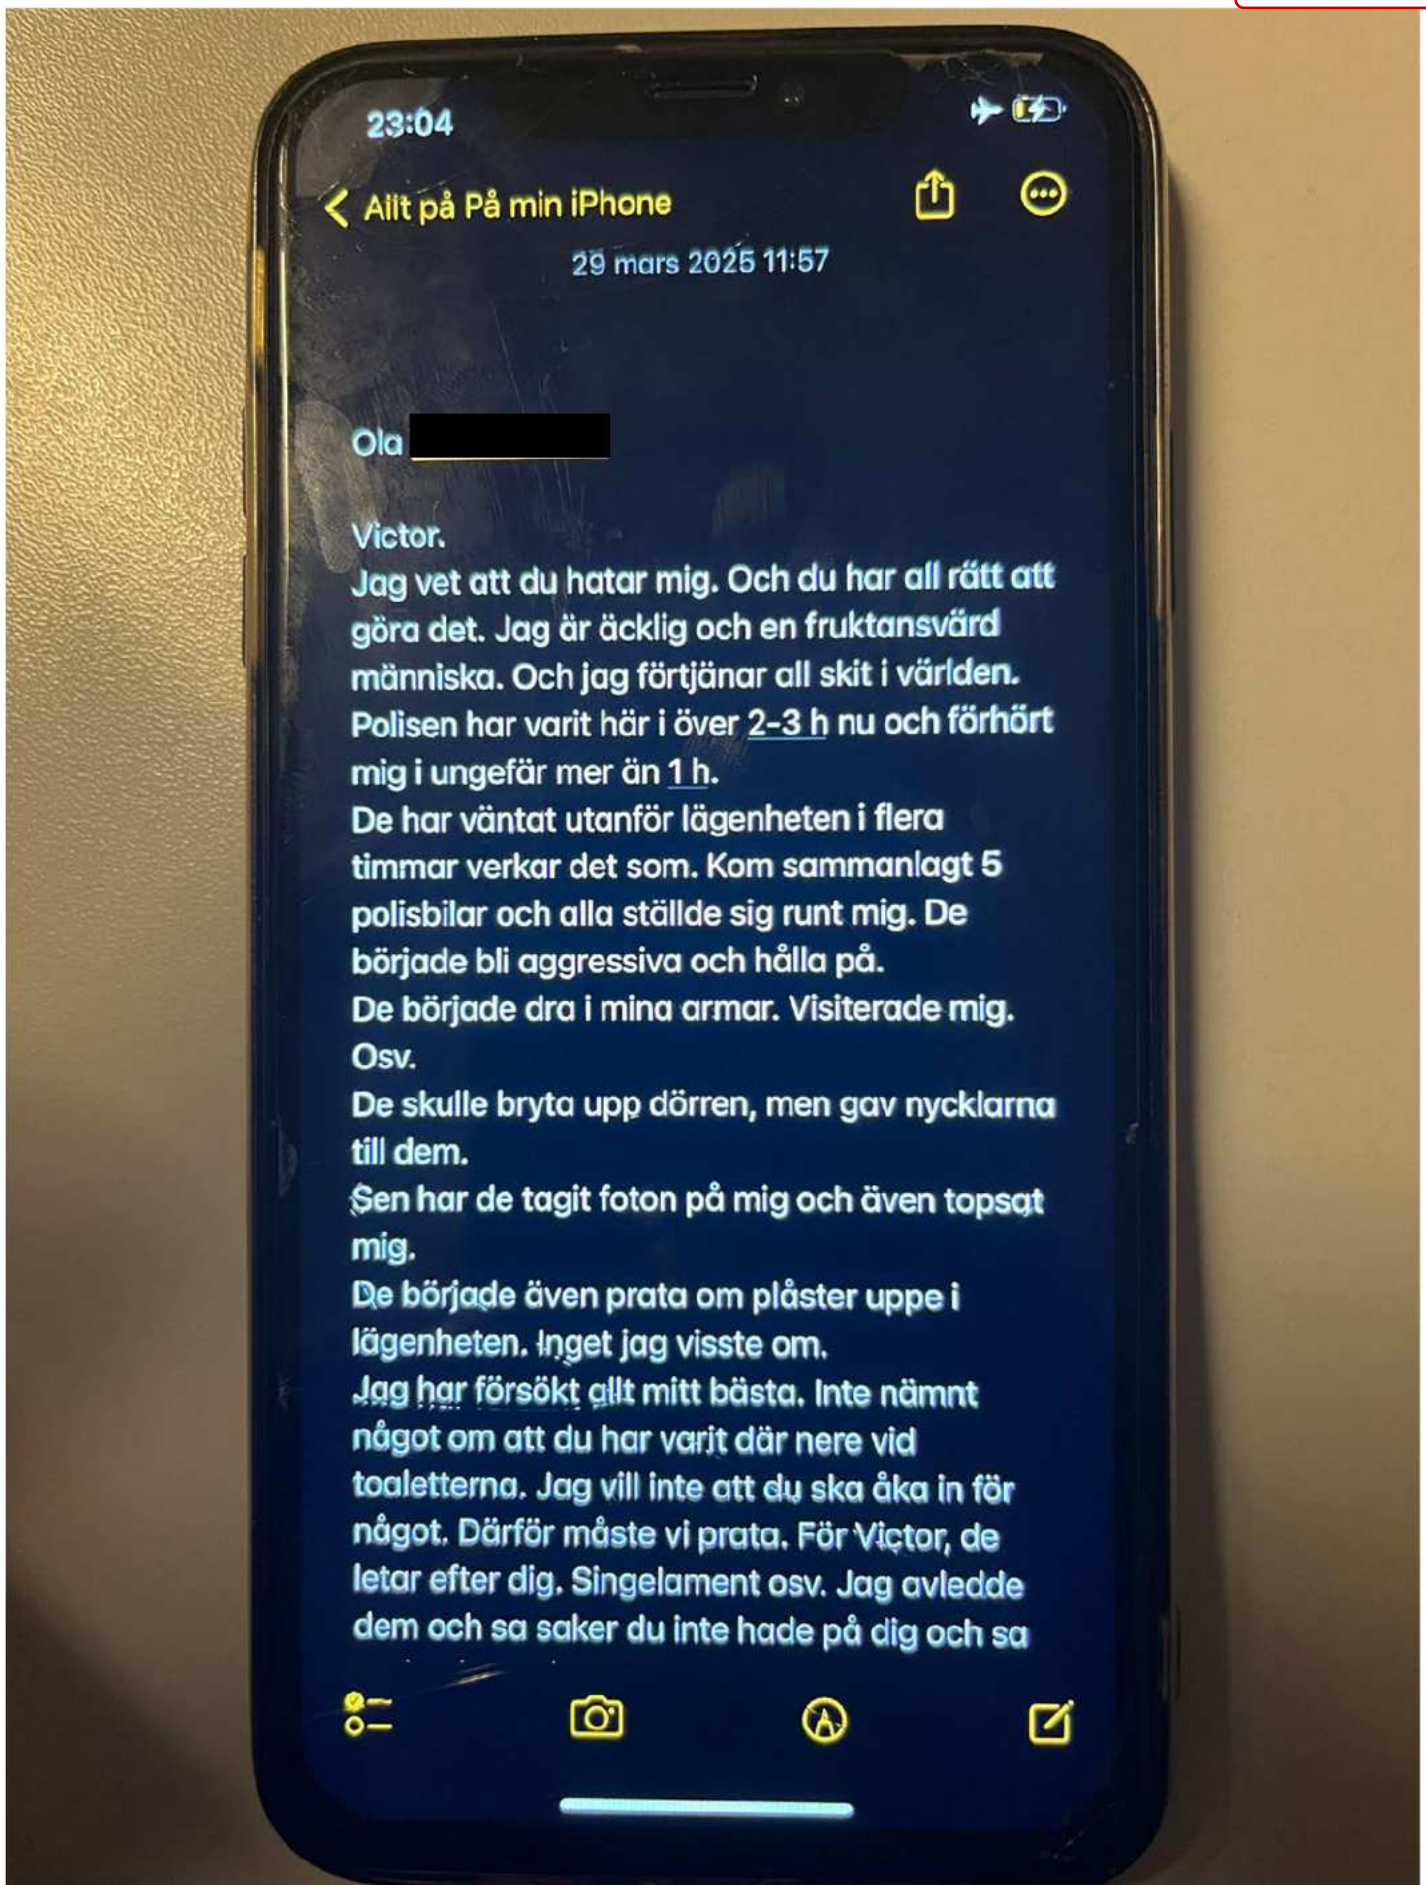 23:04
Allt på På min iPhone
29 mars 2025 11:57
Ola
Victor.
Jag vet att du hatar mig. Och du har all rätt att
göra det. Jag är äcklig och en fruktansvärd
människa. Och jag förtjänar all skit i världen.
Polisen har varit här i över 2-3 h nu och förhört
mig i ungefär mer än 1 h.
De har väntat utanför lägenheten i flera
timmar verkar det som. Kom sammanlagt 5
polisbilar och alla ställde sig runt mig. De
började bli aggressiva och hålla på.
De började dra i mina armar. Visiterade mig.
Osv.
De skulle bryta upp dörren, men gav nycklarna
till dem.
Sen har de tagit foton på mig och även topsat
mig.
De började även prata om plåster uppe i
lägenheten. Inget jag visste om.
Jag har försökt allt mitt bästa. Inte nämnt
något om att du har varit där nere vid
toaletterna. Jag vill inte att du ska åka in för
något. Därför måste vi prata. För Victor, de
letar efter dig. Singelament osv. Jag avledde
dem och sa saker du inte hade på dig och sa